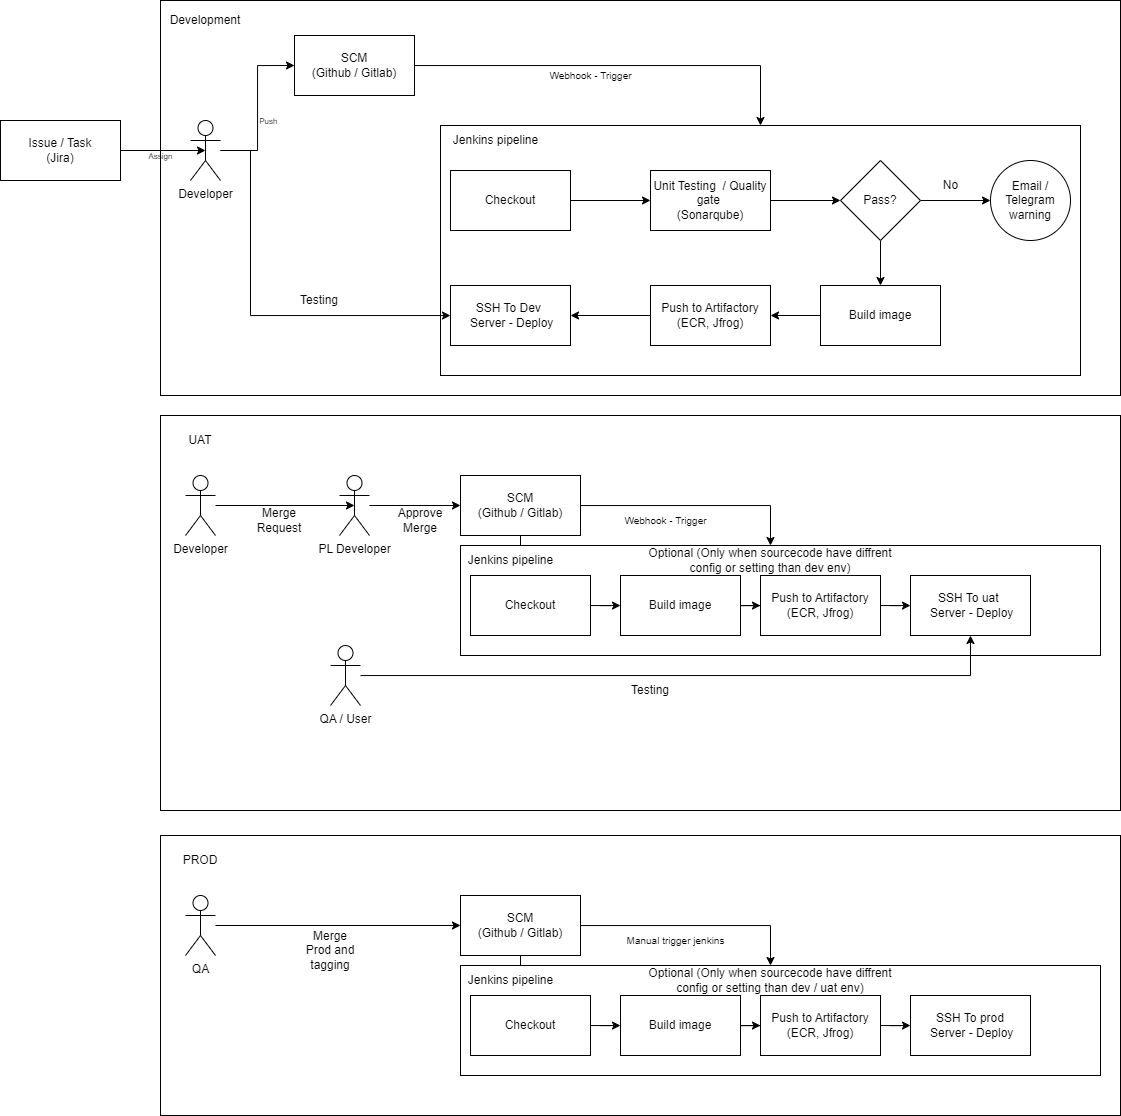 Development
SCM
(Github / Gitlab)
Webhook - Trigger
Push
Issue / Task
(Jira)
Assign
Developer
Jenkins pipeline
Checkout
Unit Testing / Quality
gate
(Sonarqube)
Pass?
No
Email /
Telegram
warning
Testing
SSH To Dev
Server - Deploy
Push to Artifactory
(ECR, Jfrog)
Build image
UAT
Developer
Merge
Request
PL Developer
Approve
Merge
SCM
(Github / Gitlab)
Webhook - Trigger
Jenkins pipeline
Optional (Only when sourcecode have diffrent
config or setting than dev env)
Checkout
Build image
Push to Artifactory
(ECR, Jfrog)
SSH To uat
Server - Deploy
QA / User
Testing
PROD
QA
Merge
Prod and
tagging
SCM
(Github / Gitlab)
Manual trigger jenkins
Jenkins pipeline
Optional (Only when sourcecode have diffrent
config or setting than dev / uat env)
Checkout
Build image
Push to Artifactory
(ECR, Jfrog)
SSH To prod
Server - Deploy